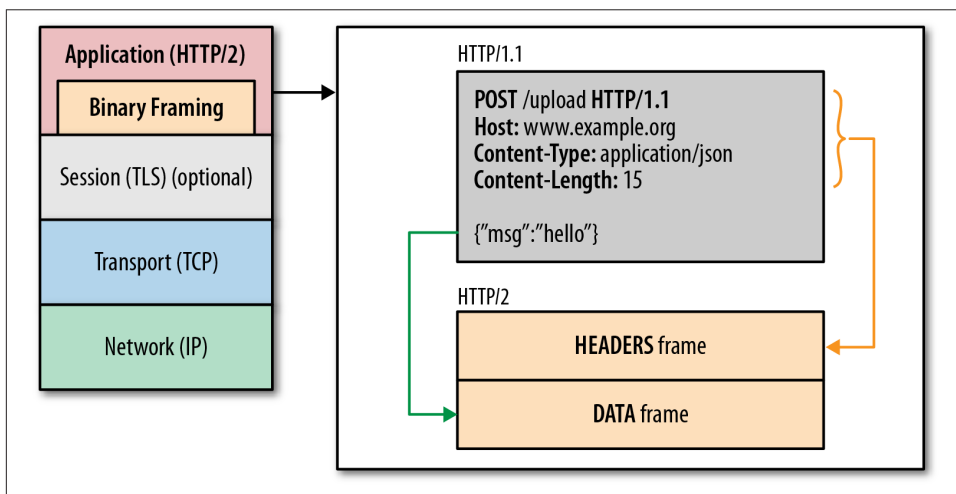 Application (HTTP/2)
Binary Framing
Session (TLS) (optional)
Transport (TCP)
Network (IP)
HTTP/1.1
POST /upload HTTP/1.1
Host: www.example.org
Content-Type: application/json
Content-Length: 15
{”msg”:”hello”}
HTTP/2
HEADERS frame
DATA frame